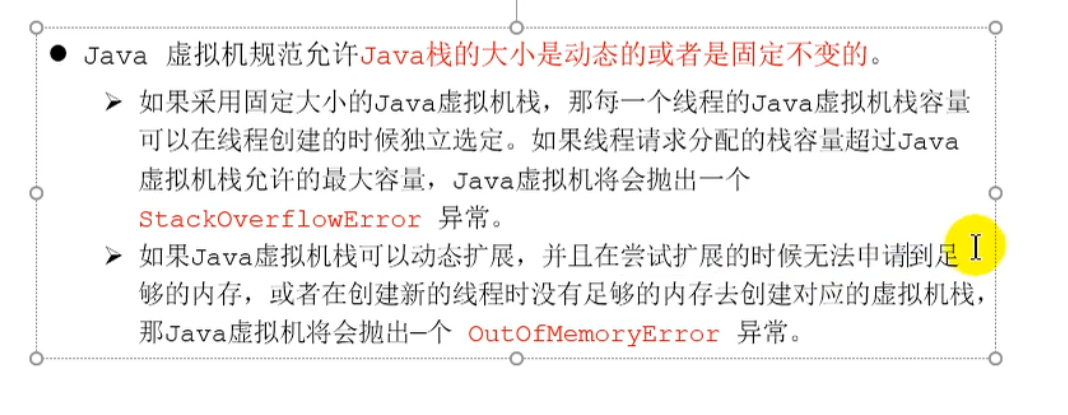 ● Java 虚拟机规范允许Java栈的大小是动态的或者是固定不变的。
➢ 如果采用固定大小的Java虚拟机栈，那每一个线程的Java虚拟机栈容量
可以在线程创建的时候独立选定。如果线程请求分配的栈容量超过Java
虚拟机栈允许的最大容量，Java虚拟机将会抛出一个
StackOverflowError 异常。
➢ 如果Java虚拟机栈可以动态扩展，并且在尝试扩展的时候无法申请到足
够的内存，或者在创建新的线程时没有足够的内存去创建对应的虚拟机栈，
那Java虚拟机将会抛出一个 OutOfMemoryError 异常。